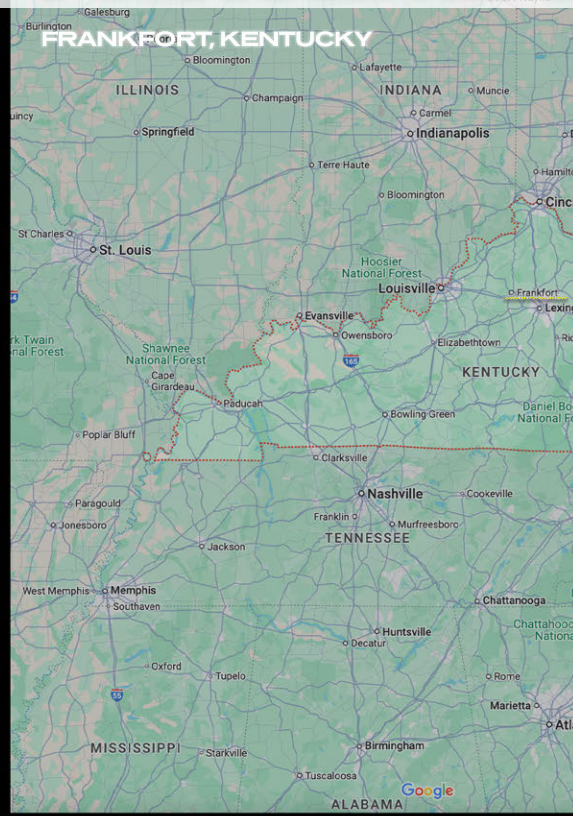 Galesburg
Burlington
FRANKFORT, KENTUCKY
Bloomington
Lafayette
ILLINOIS
INDIANA
Muncie
Champaign
Carmel
Springfield
Indianapolis
Terre Haute
Bloomington
St Charles
St. Louis
Hoosier
National Forest
Louisville
Frankfort
Evansville
Owensboro
Elizabethtown
Shawnee
National Forest
165
Cape
Girardeau
KENTUCKY
Paducah
Bowling Green
Poplar Bluff
Clarksville
Nashville
Cookeville
Paragould
Franklin
Murfreesboro
Jonesboro
TENNESSEE
Jackson
West Memphis
Memphis
Southaven
Chattanooga
Huntsville
Decatur
Oxford
Tupelo
Rome
55
Marietta
MISSISSIPPI
Starkville
Birmingham
Tuscaloosa
Google
ALABAMA